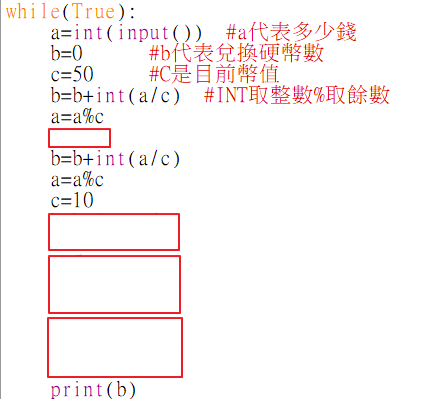 while(True):
a=int(input()) #a代表多少錢
b=0 #b代表兌換硬幣數
c=50 #C是目前幣值
b=b+int(a/c) #INT取整數%取餘數
a=a%c
b=b+int(a/c)
a=a%c
c=10
print(b)